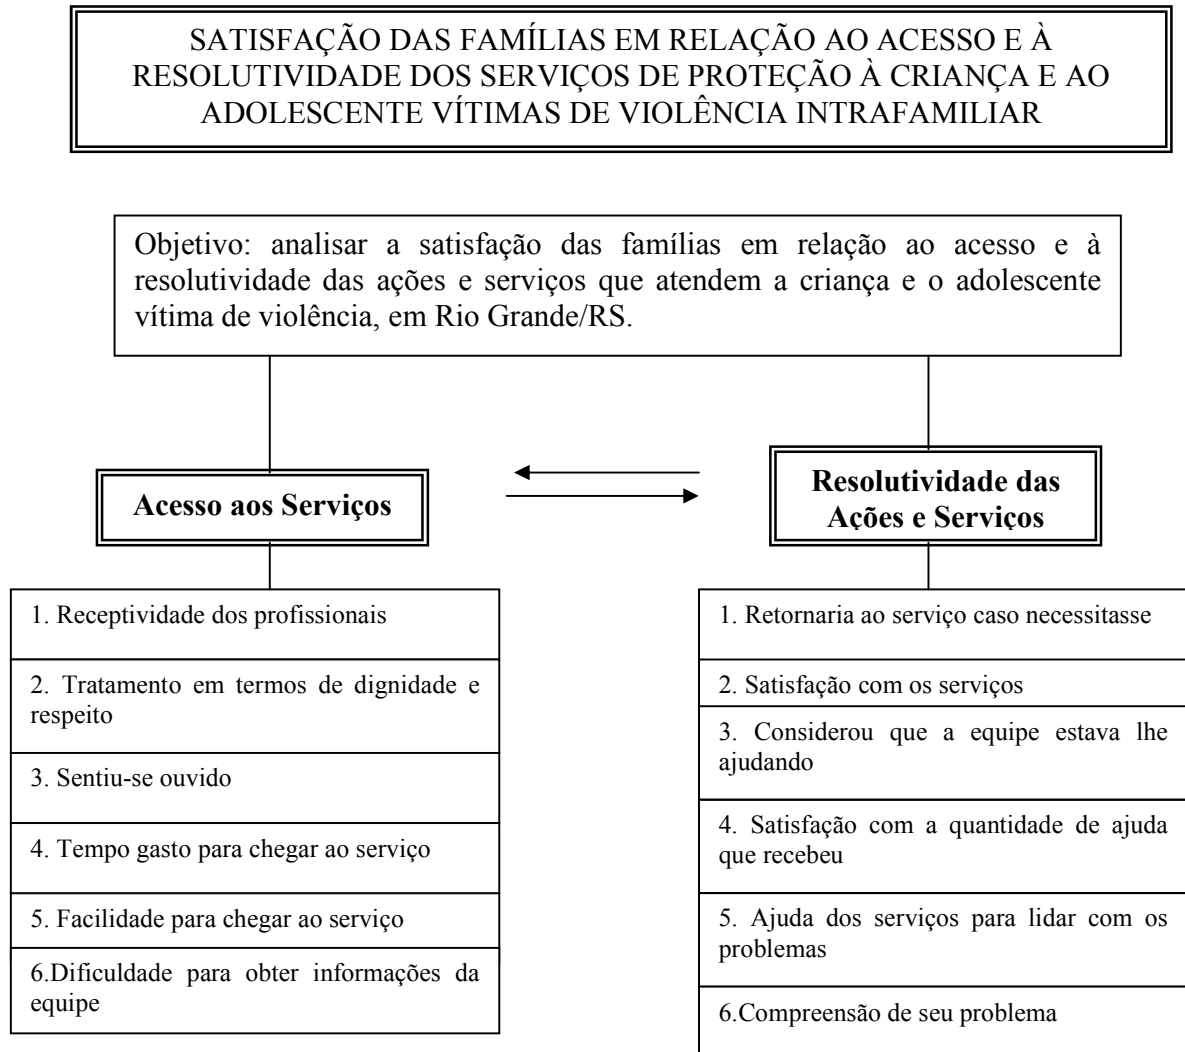 SATISFAÇÃO DAS FAMÍLIAS EM RELAÇÃO AO ACESSO E À
RESOLUTIVIDADE DOS SERVIÇOS DE PROTEÇÃO À CRIANÇA E AO
ADOLESCENTE VÍTIMAS DE VIOLÊNCIA INTRAFAMILIAR
Objetivo: analisar a satisfação das famílias em relação ao acesso e à
resolutividade das ações e serviços que atendem a criança e o adolescente
vítima de violência, em Rio Grande/RS.
Acesso aos Serviços
1. Receptividade dos profissionais
2. Tratamento em termos de dignidade e
respeito
3. Sentiu-se ouvido
4. Tempo gasto para chegar ao serviço
5. Facilidade para chegar ao serviço
6.Dificuldade para obter informações da
equipe
Resolutividade das
Ações e Serviços
1. Retornaria ao serviço caso necessitasse
2. Satisfação com os serviços
3. Considerou que a equipe estava lhe
ajudando
4. Satisfação com a quantidade de ajuda
que recebeu
5. Ajuda dos serviços para lidar com os
problemas
6.Compreensão de seu problema